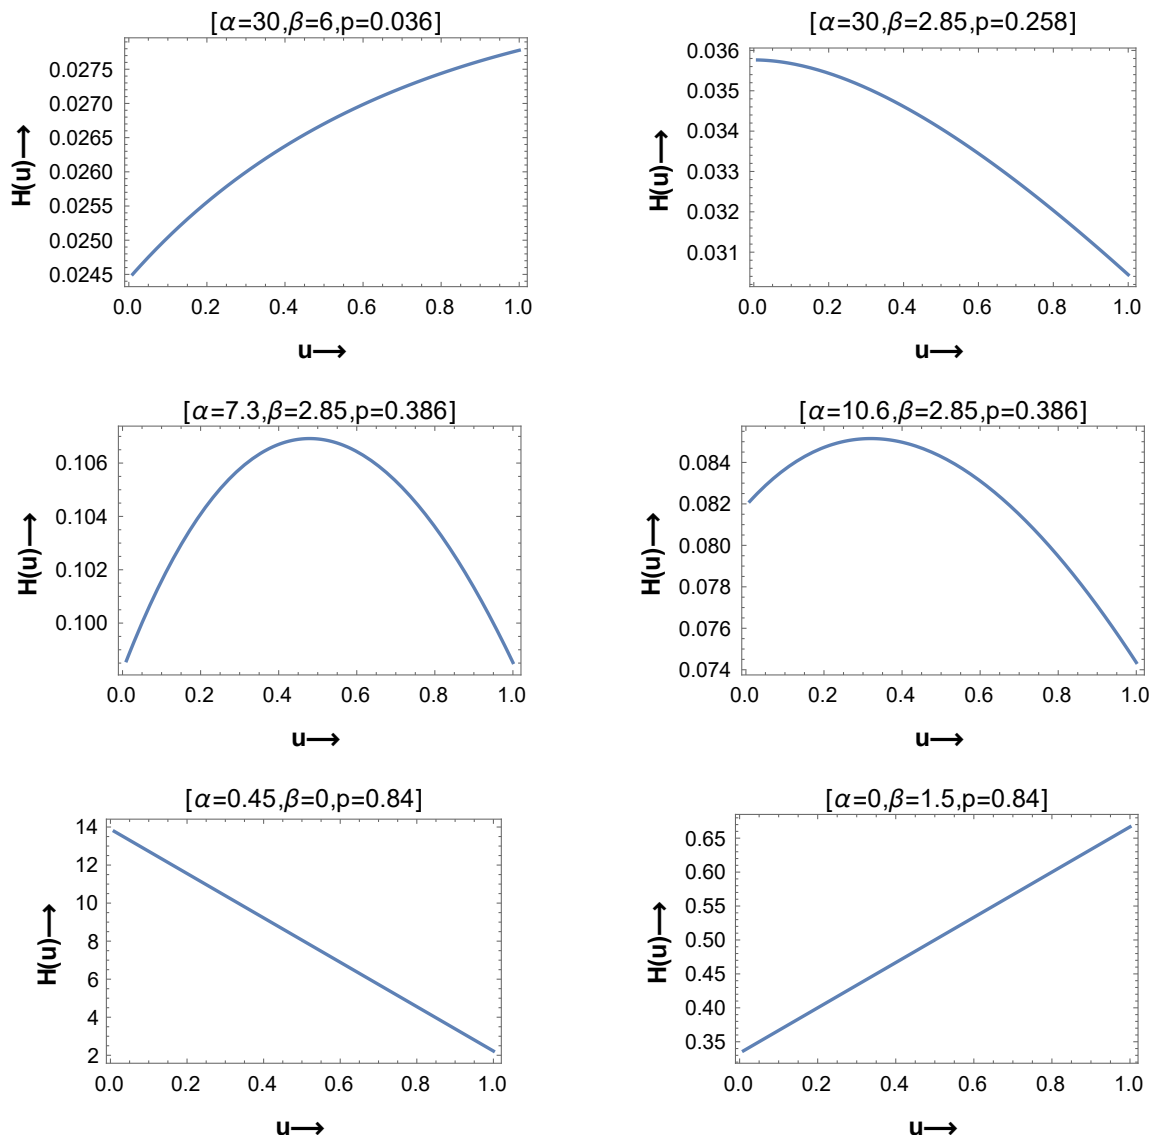 [α=30,β=6,p=0.036]
0.0275
0.0270
0.0265
0.0260
0.0255
0.0250
0.0245
H(u)⟶
0.0 0.2 0.4 0.6 0.8 1.0
u⟶
[α=30,β=2.85,p=0.258]
0.036
0.035
0.034
0.033
0.032
0.031
H(u)⟶
0.0 0.2 0.4 0.6 0.8 1.0
u⟶
[α=7.3,β=2.85,p=0.386]
0.106
0.104
0.102
0.100
H(u)⟶
0.0 0.2 0.4 0.6 0.8 1.0
u⟶
[α=10.6,β=2.85,p=0.386]
0.084
0.082
0.080
0.078
0.076
0.074
H(u)⟶
0.0 0.2 0.4 0.6 0.8 1.0
u⟶
[α=0.45,β=0,p=0.84]
14
12
10
8
6
4
2
H(u)⟶
0.0 0.2 0.4 0.6 0.8 1.0
u⟶
[α=0,β=1.5,p=0.84]
0.65
0.60
0.55
0.50
0.45
0.40
0.35
H(u)⟶
0.0 0.2 0.4 0.6 0.8 1.0
u⟶